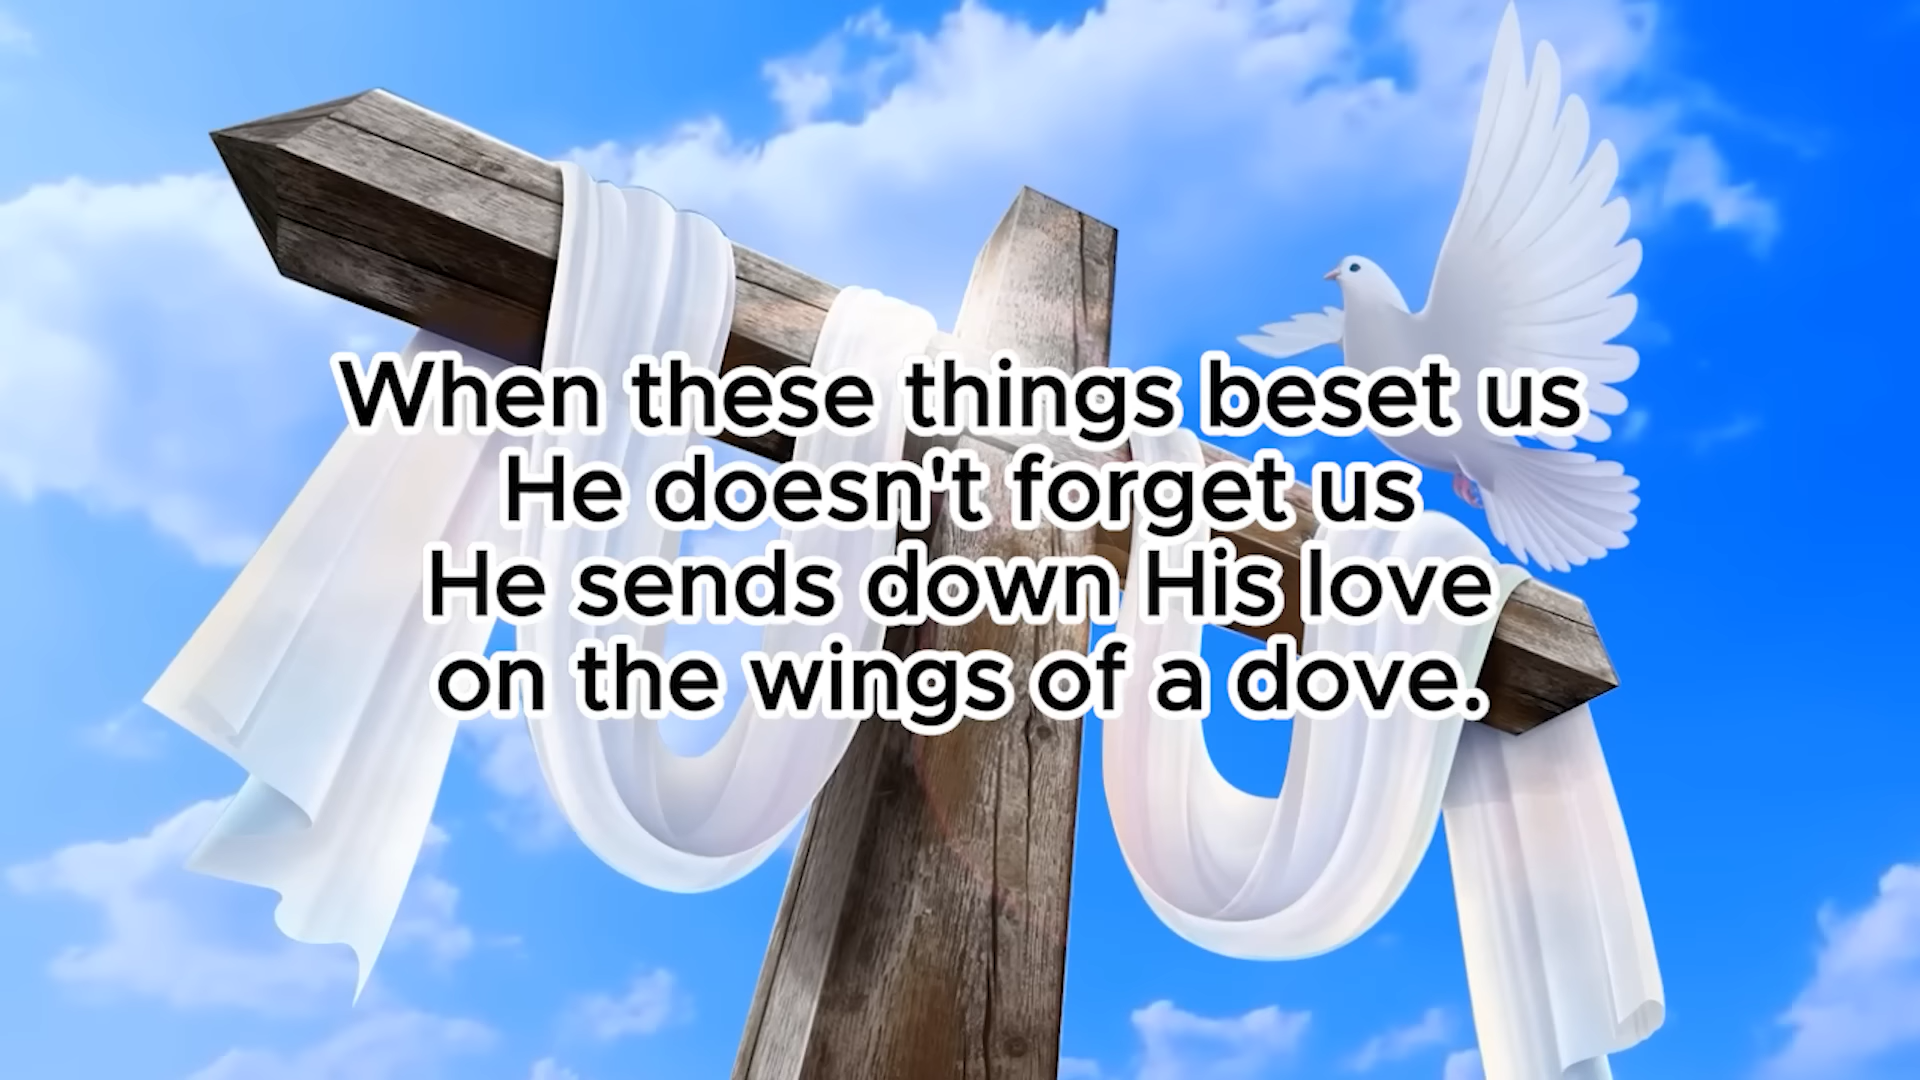 When these things beset us
He doesn't forget us
He sends down His love
on the wings of a dove.